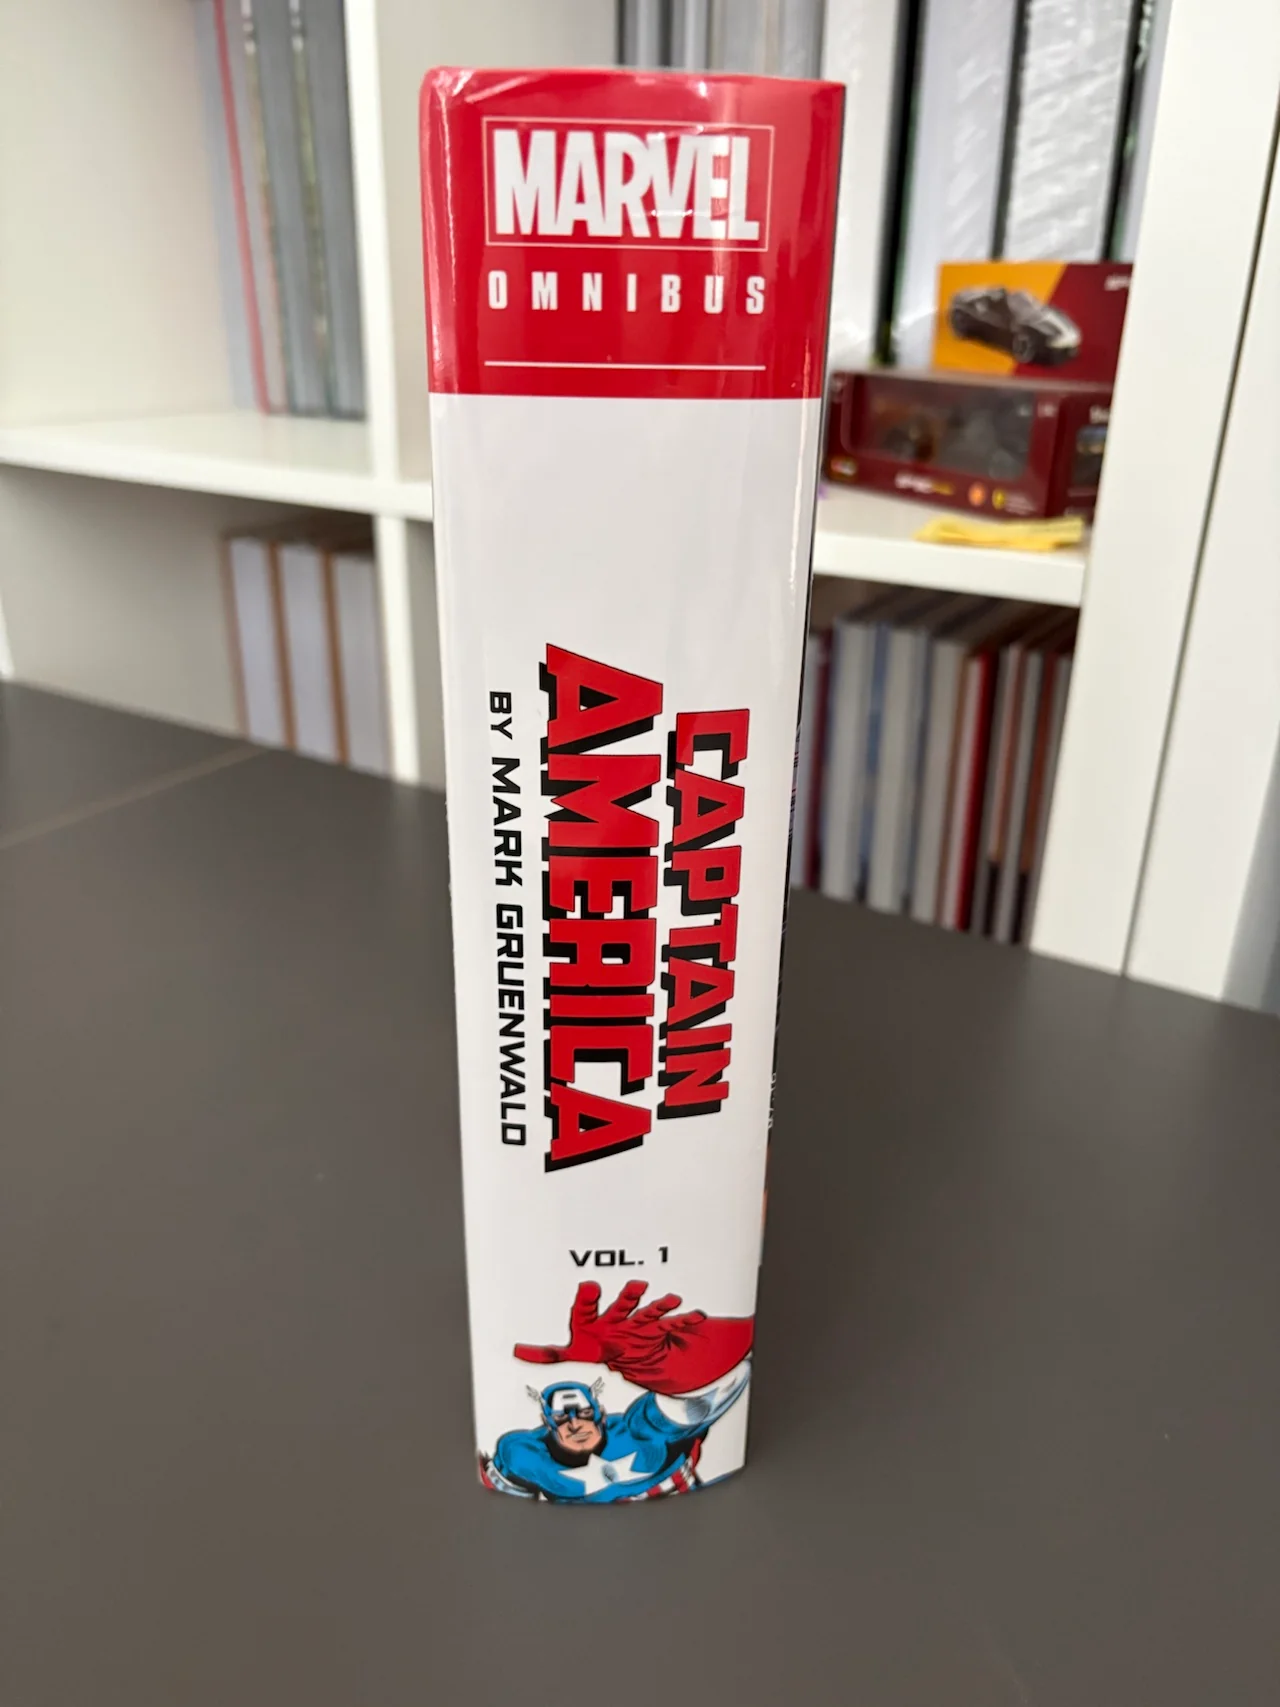 MARVEL
OMNIBUS
CAPTAIN
AMERICA
BY MARK GRUENWALD
VOL. 1
A